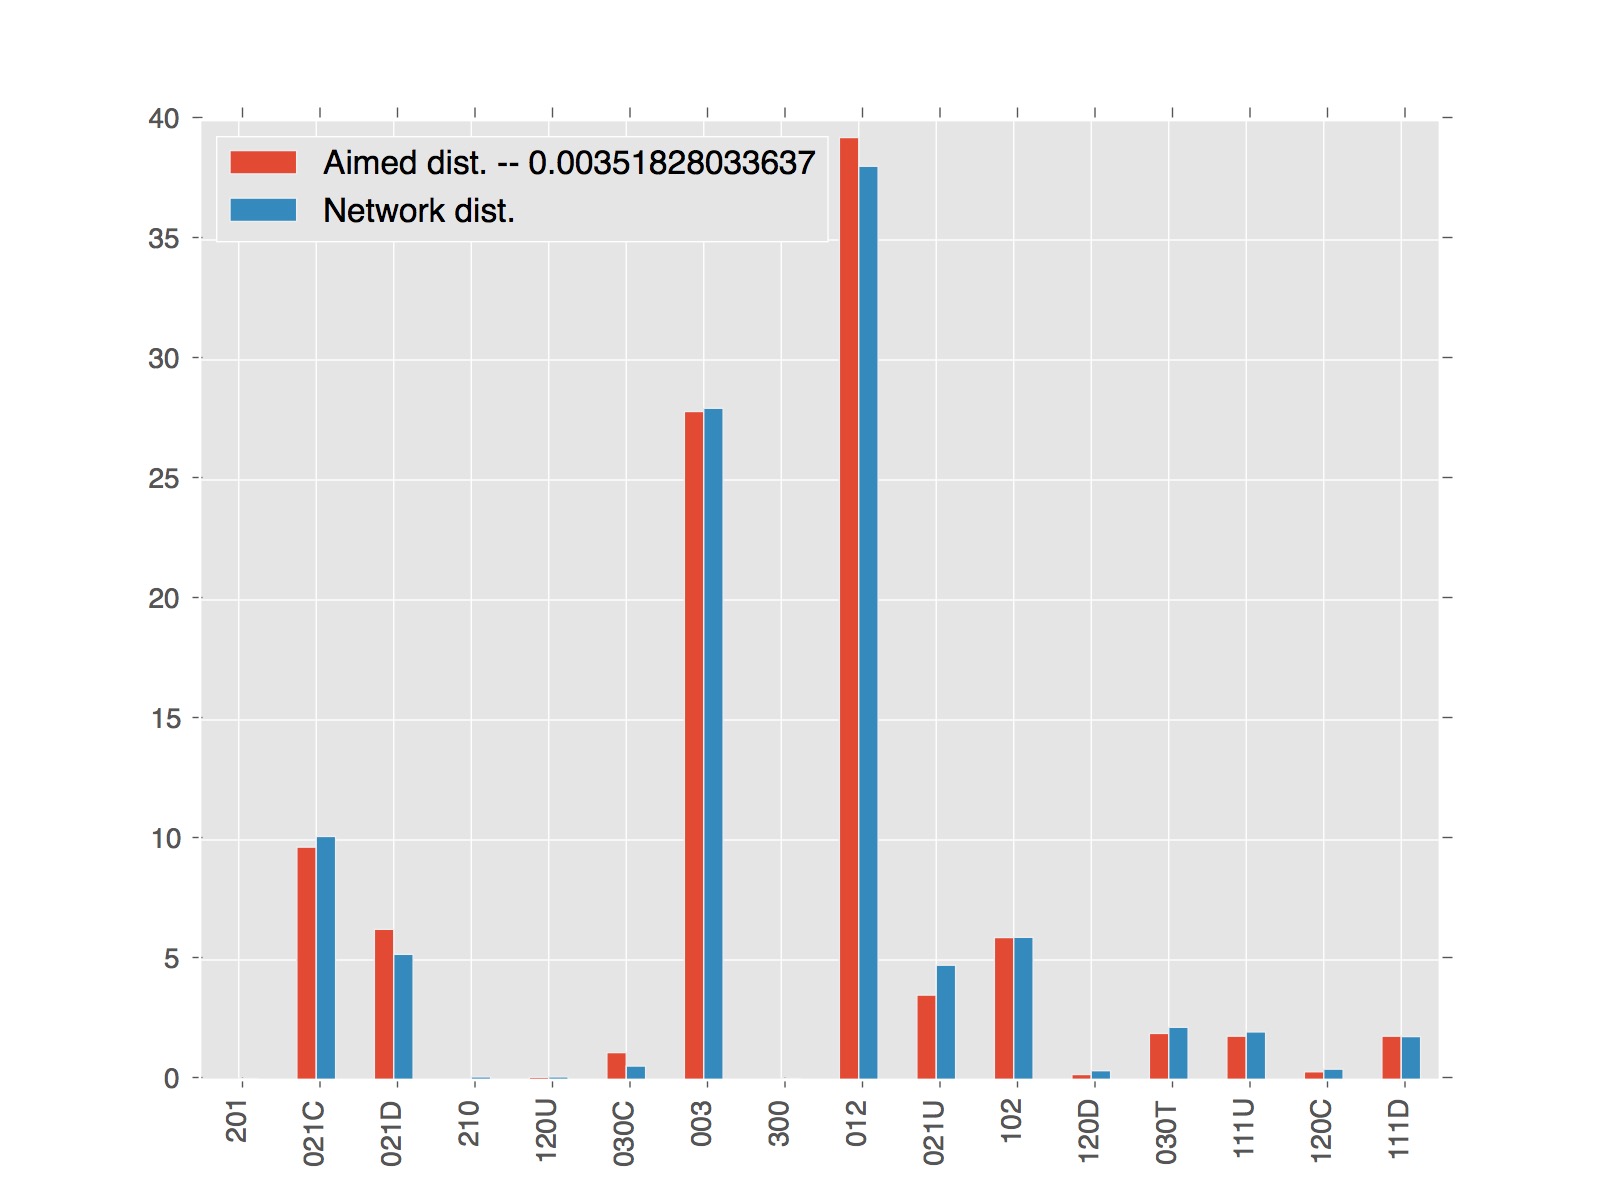 40
35
30
25
20
15
10
5
0
Aimed dist. -- 0.00351828033637
Network dist.
201
021C
021D
210
120U
030C
003
300
012
021U
102
120D
030T
111U
120C
111D